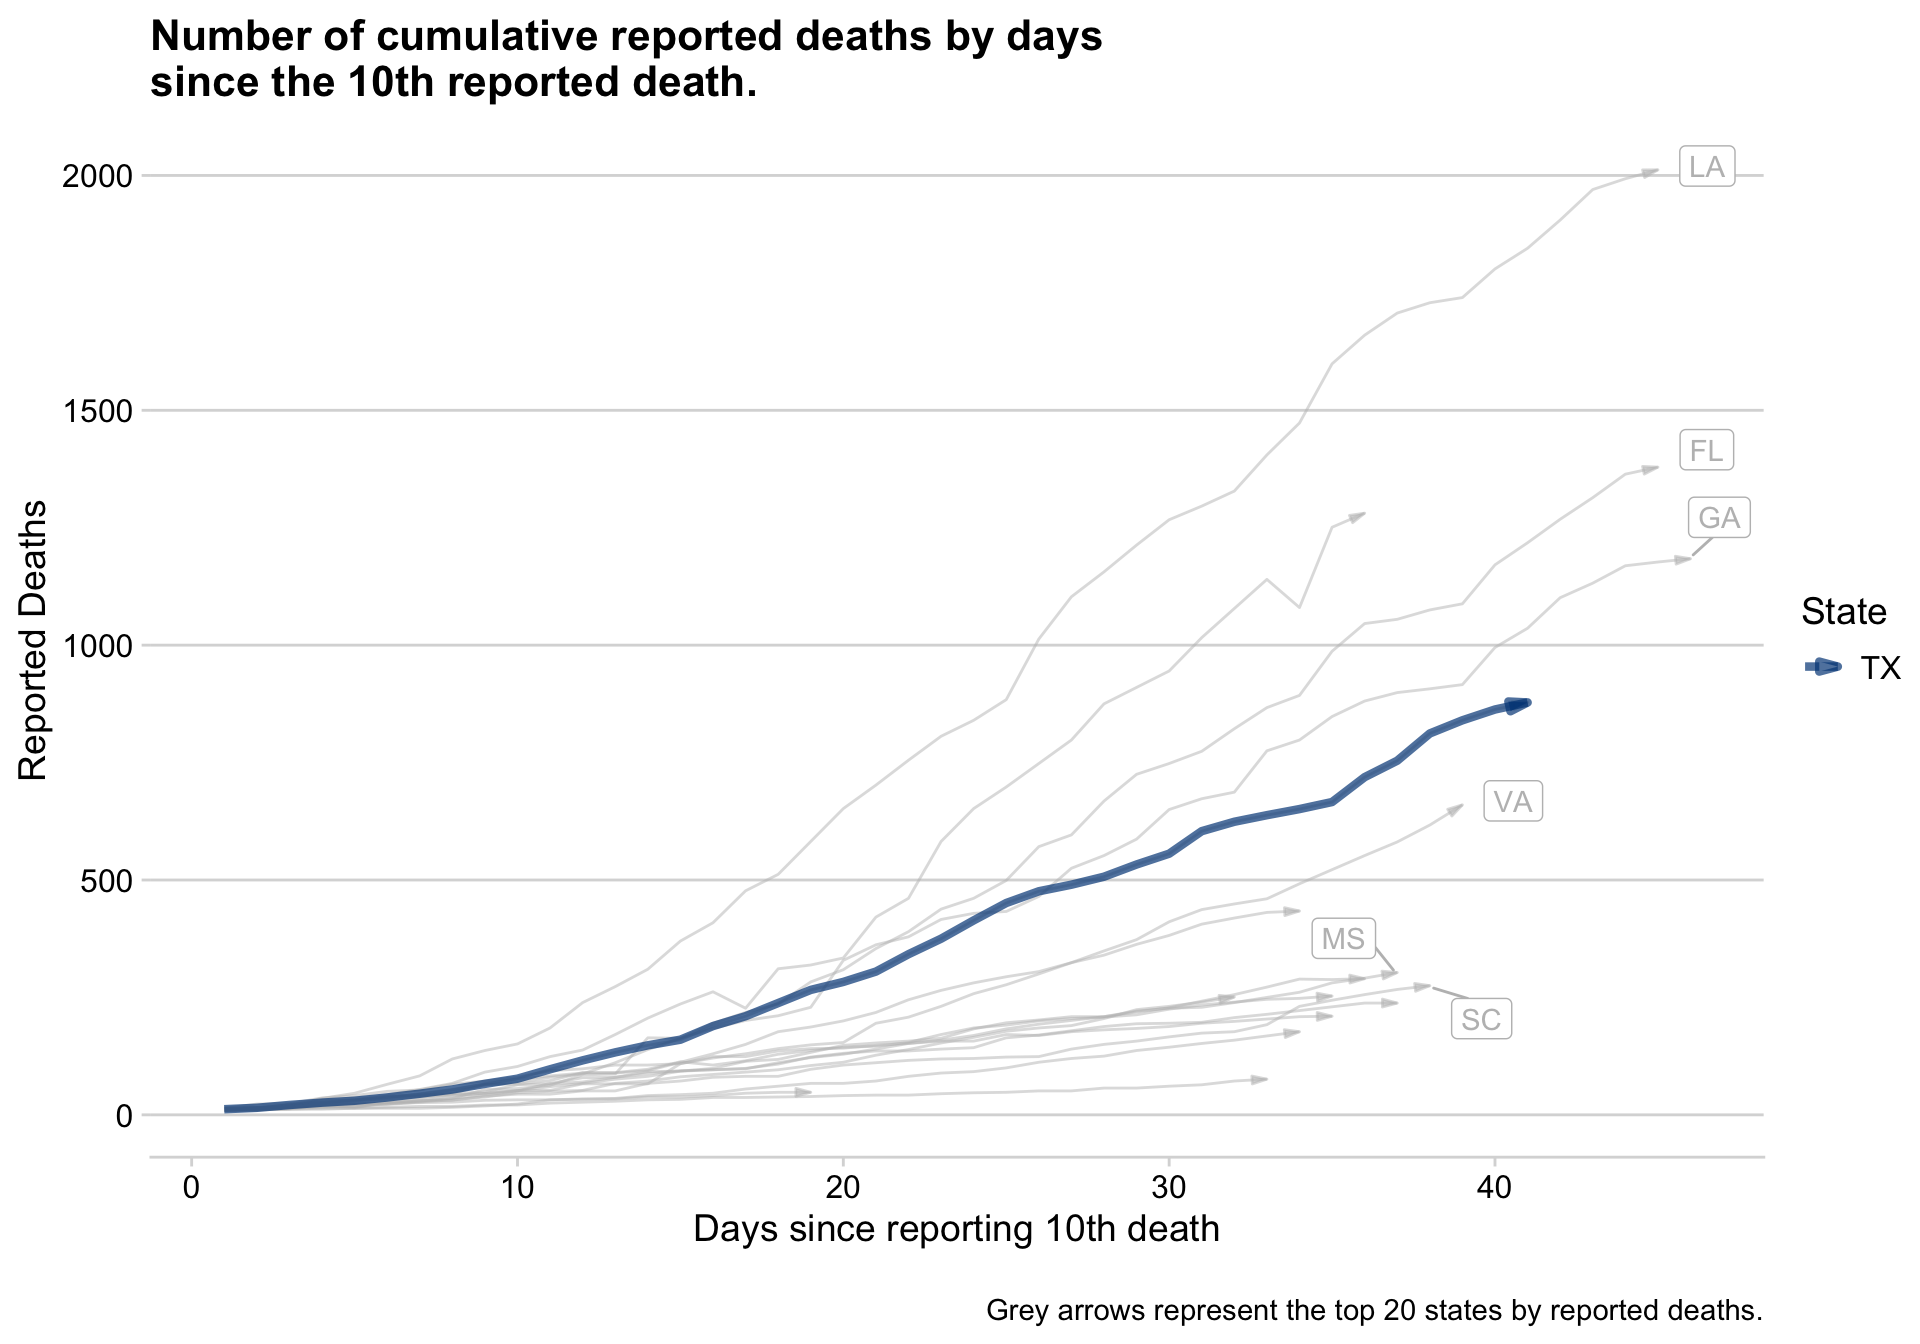 Number of cumulative reported deaths by days
since the 10th reported death.
2000
1500
1000
500
0
Reported Deaths
LA
FL
GA
VA
MS
SC
State
TX
0 10 20 30 40
Days since reporting 10th death
Grey arrows represent the top 20 states by reported deaths.